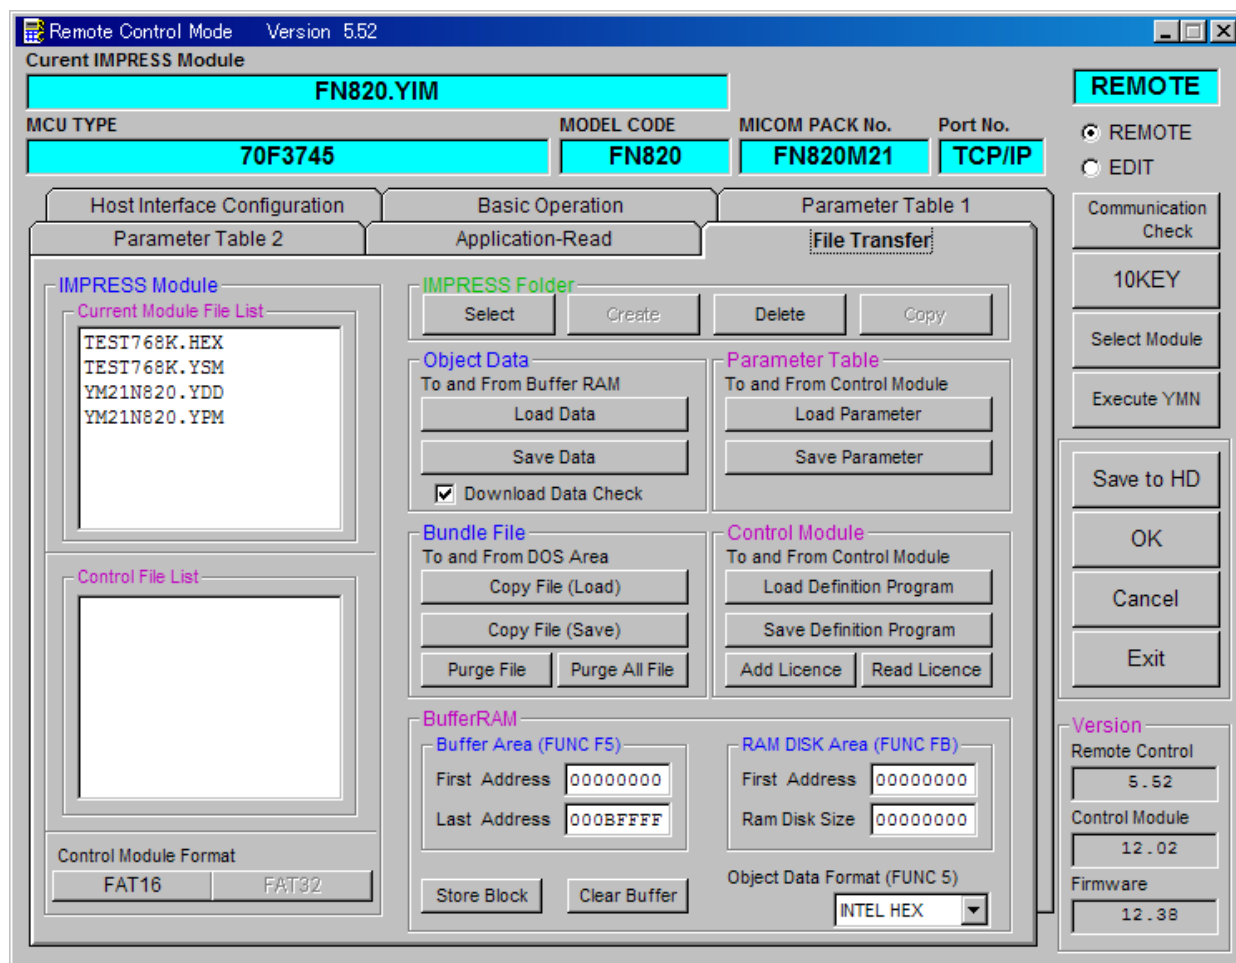 Remote Control Mode Version 5.52
Curent IMPRESS Module
FN820.YIM
REMOTE
MCU TYPE
MODEL CODE
MICOM PACK No.
Port No.
70F3745
FN820
FN820M21
TCP/IP
REMOTE
EDIT
Host Interface Configuration
Basic Operation
Parameter Table 1
Parameter Table 2
Application-Read
File Transfer
Communication
Check
10KEY
Select Module
Execute YMN
Save to HD
OK
Cancel
Exit
IMPRESS Module
Current Module File List
TEST768K.HEX
TEST768K.YSM
YM21N820.YDD
YM21N820.YPM
Control File List
Control Module Format
FAT16
FAT32
IMPRESS Folder
Select
Create
Delete
Copy
Object Data
To and From Buffer RAM
Load Data
Save Data
Download Data Check
Parameter Table
To and From Control Module
Load Parameter
Save Parameter
Bundle File
To and From DOS Area
Copy File (Load)
Copy File (Save)
Purge File
Purge All File
Control Module
To and From Control Module
Load Definition Program
Save Definition Program
Add Licence
Read Licence
BufferRAM
Buffer Area (FUNC F5)
First Address 00000000
Last Address 000BFFFF
RAM DISK Area (FUNC FB)
First Address 00000000
Ram Disk Size 00000000
Store Block
Clear Buffer
Object Data Format (FUNC 5)
INTEL HEX
Version
Remote Control
5.52
Control Module
12.02
Firmware
12.38